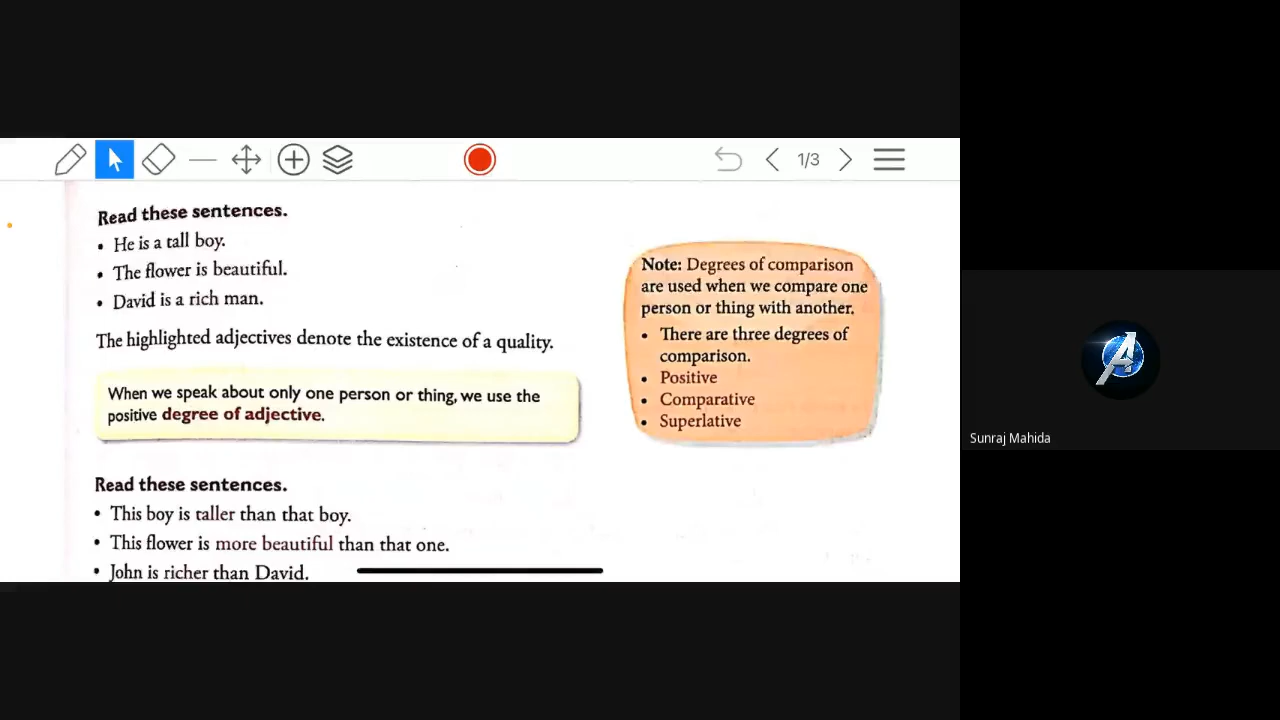 1/3
Read these sentences.
• He is a tall boy.
• The flower is beautiful.
• David is a rich man.
The highlighted adjectives denote the existence of a quality.
When we speak about only one person or thing, we use the
positive degree of adjective.
Note: Degrees of comparison
are used when we compare one
person or thing with another.
• There are three degrees of
comparison.
• Positive
• Comparative
• Superlative
Read these sentences.
• This boy is taller than that boy.
• This flower is more beautiful than that one.
• John is richer than David.
Sunraj Mahida